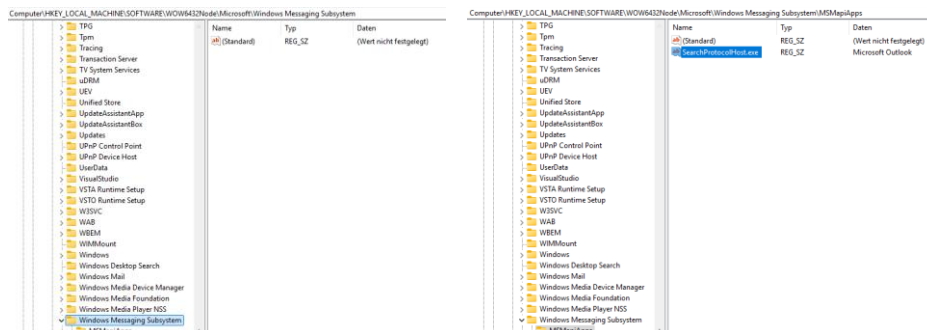 Computer\HKEY_LOCAL_MACHINE\SOFTWARE\WOW6432Node\Microsoft\Windows Messaging Subsystem
TPG
Tpm
Tracing
Transaction Server
TV System Services
uDRM
UEV
Unified Store
UpdateAssistantApp
UpdateAssistantBox
Updates
UPnP Control Point
UPnP Device Host
UserData
VisualStudio
VSTA Runtime Setup
VSTO Runtime Setup
W3SVC
WAB
WBEM
WIMMount
Windows
Windows Desktop Search
Windows Mail
Windows Media Device Manager
Windows Media Foundation
Windows Media Player NSS
Windows Messaging Subsystem
MSMapiApps
Name Typ Daten
(Standard) REG_SZ (Wert nicht festgelegt)
Computer\HKEY_LOCAL_MACHINE\SOFTWARE\WOW6432Node\Microsoft\Windows Messaging Subsystem\MSMapiApps
TPG
Tpm
Tracing
Transaction Server
TV System Services
uDRM
UEV
Unified Store
UpdateAssistantApp
UpdateAssistantBox
Updates
UPnP Control Point
UPnP Device Host
UserData
VisualStudio
VSTA Runtime Setup
VSTO Runtime Setup
W3SVC
WAB
WBEM
WIMMount
Windows
Windows Desktop Search
Windows Mail
Windows Media Device Manager
Windows Media Foundation
Windows Media Player NSS
Windows Messaging Subsystem
MSMapiApps
Name Typ Daten
(Standard) REG_SZ (Wert nicht festgelegt)
SearchProtocolHost.exe REG_SZ Microsoft Outlook